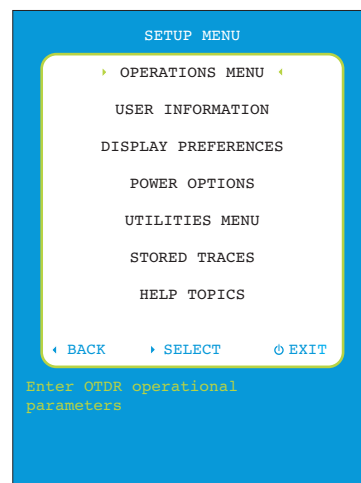 SETUP MENU
OPERATIONS MENU
USER INFORMATION
DISPLAY PREFERENCES
POWER OPTIONS
UTILITIES MENU
STORED TRACES
HELP TOPICS
BACK SELECT EXIT
Enter OTDR operational
parameters